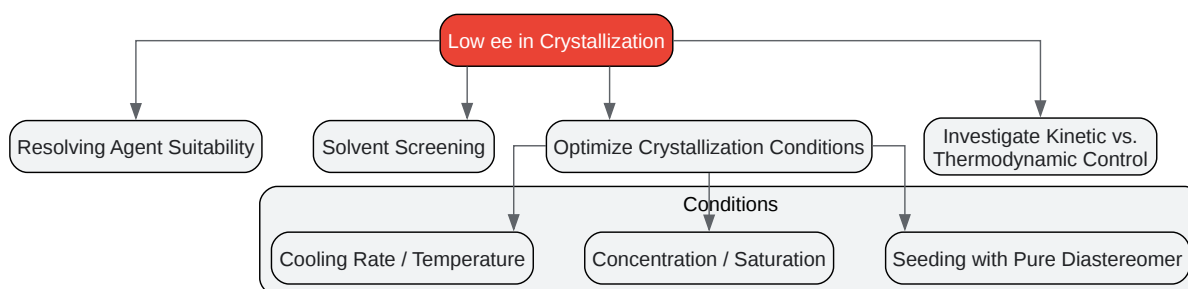 Low ee in Crystallization
Resolving Agent Suitability
Solvent Screening
Optimize Crystallization Conditions
Investigate Kinetic vs.
Thermodynamic Control
Conditions
Cooling Rate / Temperature
Concentration / Saturation
Seeding with Pure Diastereomer